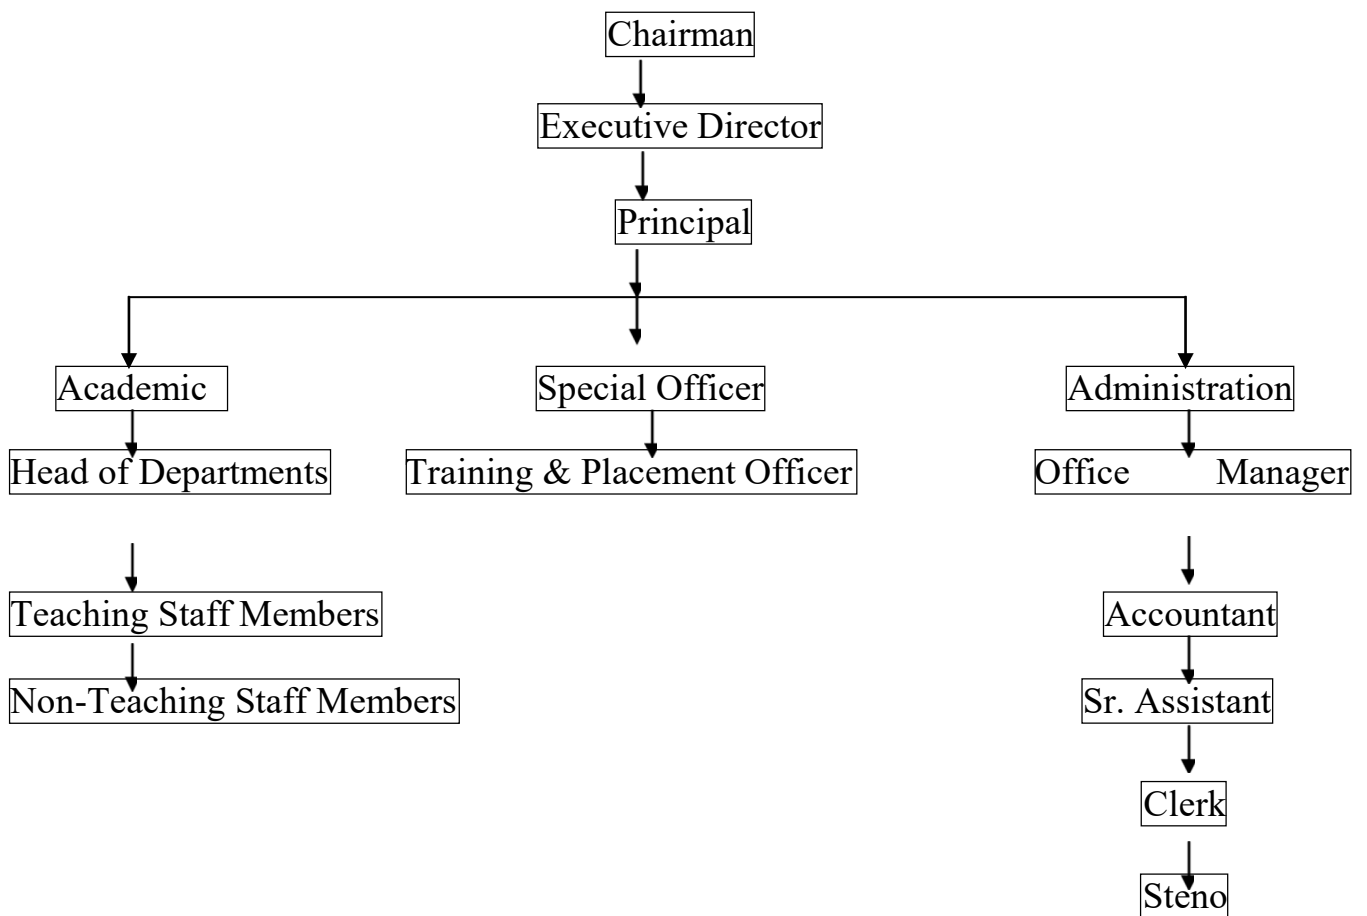 Chairman
Executive Director
Principal
Academic
Special Officer
Administration
Head of Departments
Training & Placement Officer
Office Manager
Teaching Staff Members
Accountant
Non-Teaching Staff Members
Sr. Assistant
Clerk
Steno